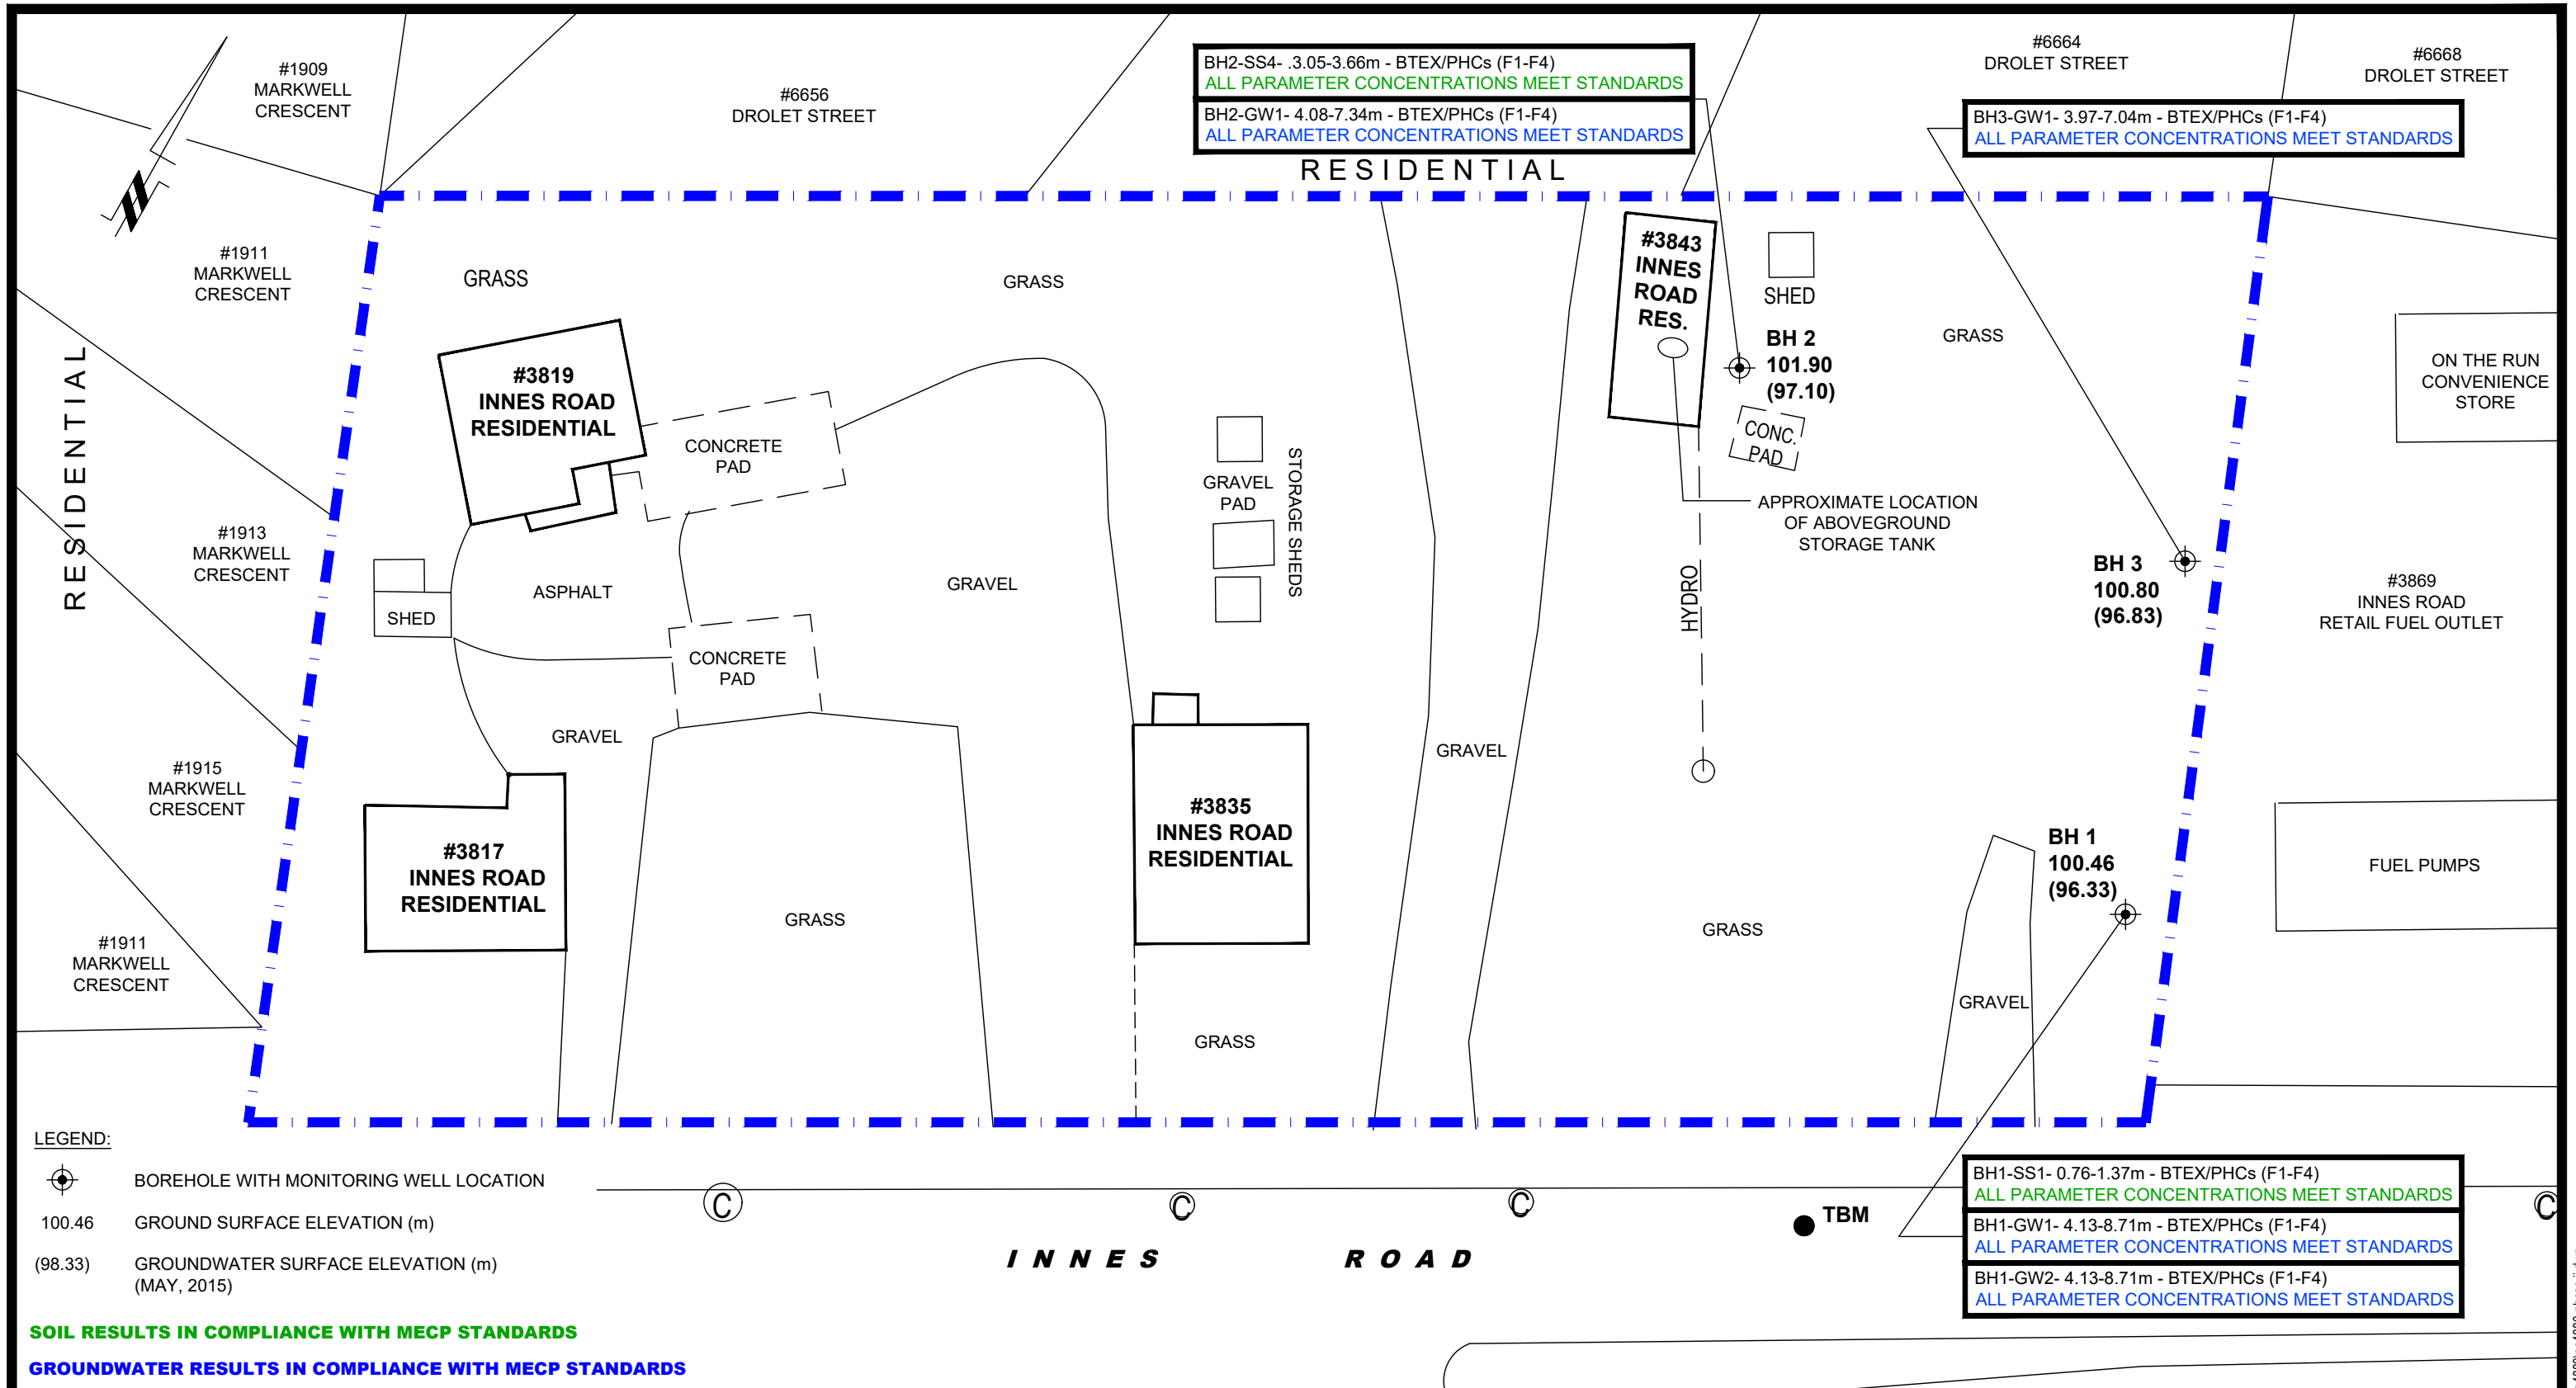 #1909
MARKWELL
CRESCENT
#6656
DROLET STREET
BH2-SS4- .3.05-3.66m - BTEX/PHCs (F1-F4)
ALL PARAMETER CONCENTRATIONS MEET STANDARDS
BH2-GW1- 4.08-7.34m - BTEX/PHCs (F1-F4)
ALL PARAMETER CONCENTRATIONS MEET STANDARDS
#6664
DROLET STREET
#6668
DROLET STREET
BH3-GW1- 3.97-7.04m - BTEX/PHCs (F1-F4)
ALL PARAMETER CONCENTRATIONS MEET STANDARDS
RESIDENTIAL
N
#1911
MARKWELL
CRESCENT
GRASS
GRASS
#3843
INNES
ROAD
RES.
SHED
BH 2
101.90
(97.10)
GRASS
ON THE RUN
CONVENIENCE
STORE
RESIDENTIAL
#3819
INNES ROAD
RESIDENTIAL
CONCRETE
PAD
GRAVEL
PAD
STORAGE SHEDS
CONC.
PAD
APPROXIMATE LOCATION
OF ABOVEGROUND
STORAGE TANK
HYDRO
BH 3
100.80
(96.83)
#3869
INNES ROAD
RETAIL FUEL OUTLET
#1913
MARKWELL
CRESCENT
SHED
ASPHALT
GRAVEL
CONCRETE
PAD
GRAVEL
GRAVEL
#1915
MARKWELL
CRESCENT
#3817
INNES ROAD
RESIDENTIAL
#3835
INNES ROAD
RESIDENTIAL
BH 1
100.46
(96.33)
FUEL PUMPS
GRASS
GRASS
#1911
MARKWELL
CRESCENT
GRAVEL
GRASS
LEGEND:
BOREHOLE WITH MONITORING WELL LOCATION
100.46 GROUND SURFACE ELEVATION (m)
(98.33) GROUNDWATER SURFACE ELEVATION (m)
(MAY, 2015)
SOIL RESULTS IN COMPLIANCE WITH MECP STANDARDS
GROUNDWATER RESULTS IN COMPLIANCE WITH MECP STANDARDS
C
C
C
C
TBM
INNES ROAD
BH1-SS1- 0.76-1.37m - BTEX/PHCs (F1-F4)
ALL PARAMETER CONCENTRATIONS MEET STANDARDS
BH1-GW1- 4.13-8.71m - BTEX/PHCs (F1-F4)
ALL PARAMETER CONCENTRATIONS MEET STANDARDS
BH1-GW2- 4.13-8.71m - BTEX/PHCs (F1-F4)
ALL PARAMETER CONCENTRATIONS MEET STANDARDS